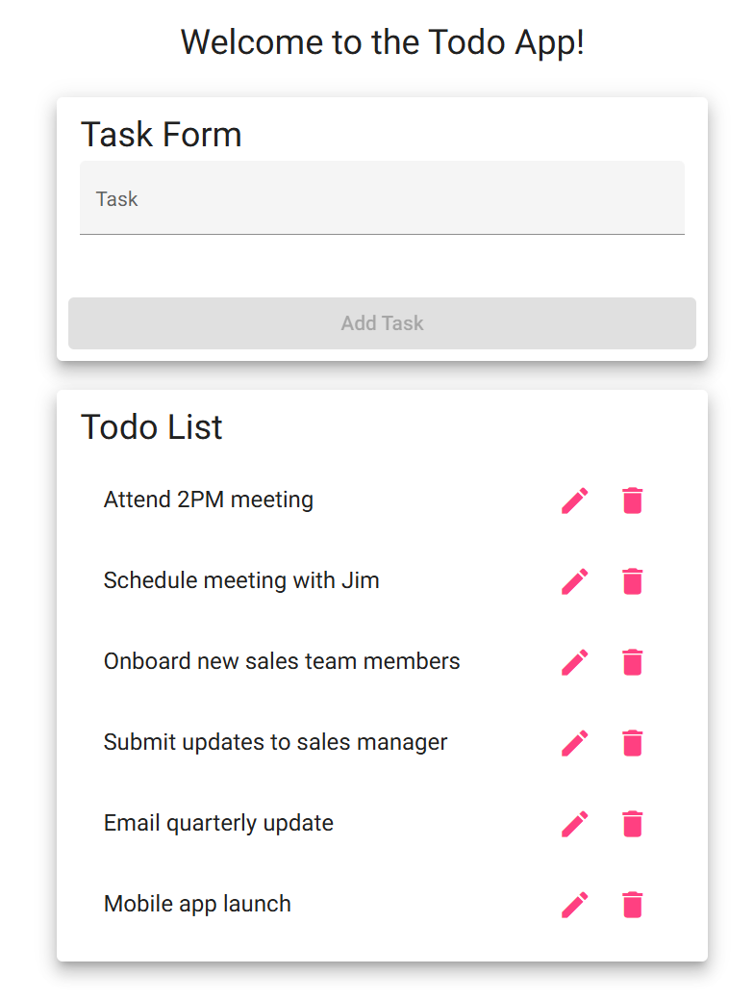 Welcome to the Todo App!
Task Form
Task
Add Task
Todo List
Attend 2PM meeting
Schedule meeting with Jim
Onboard new sales team members
Submit updates to sales manager
Email quarterly update
Mobile app launch